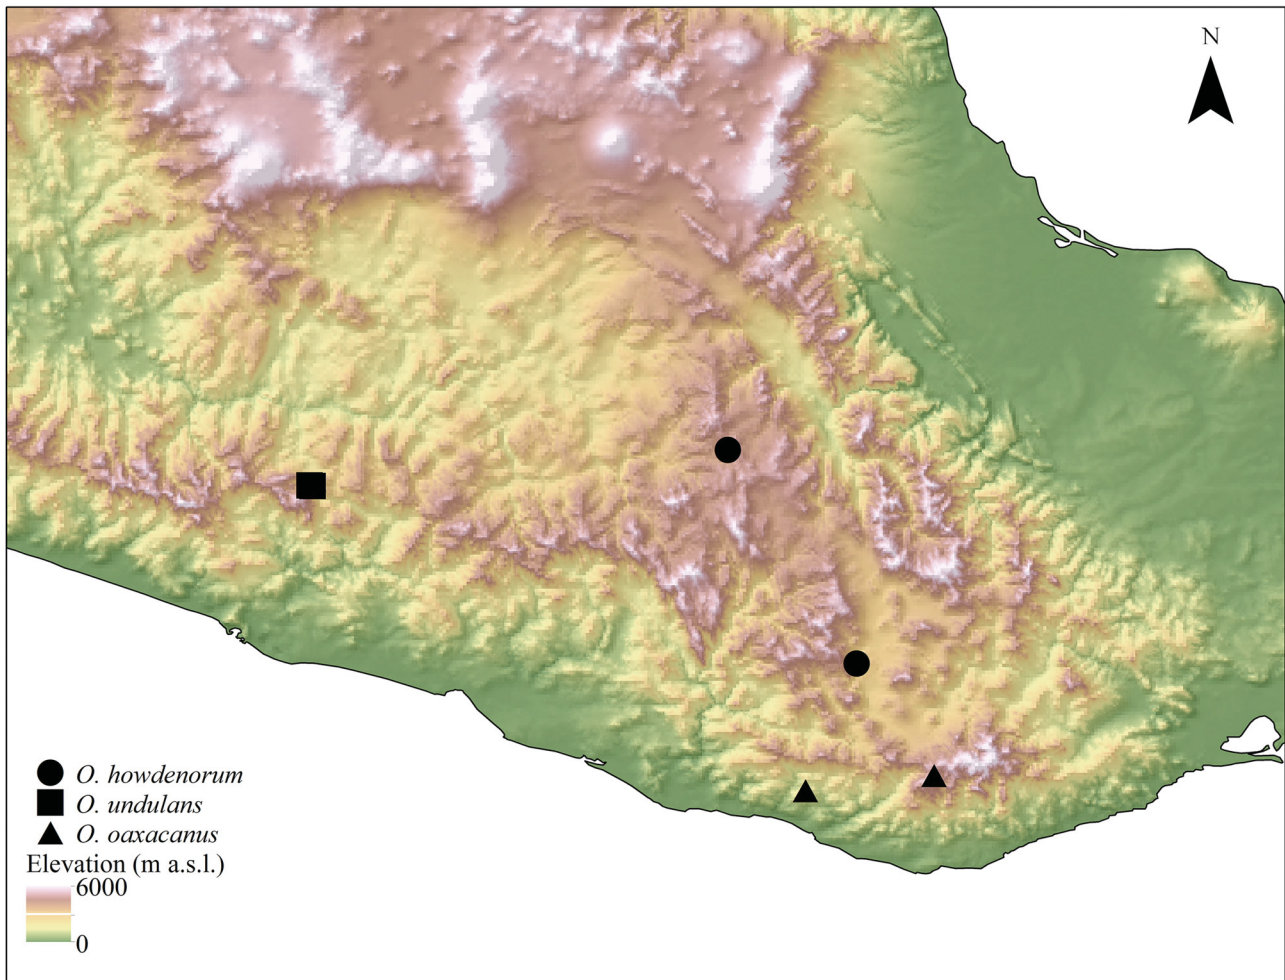 N
O. howdenorum
O. undulans
O. oaxacanus
Elevation (m a.s.l.)
6000
0